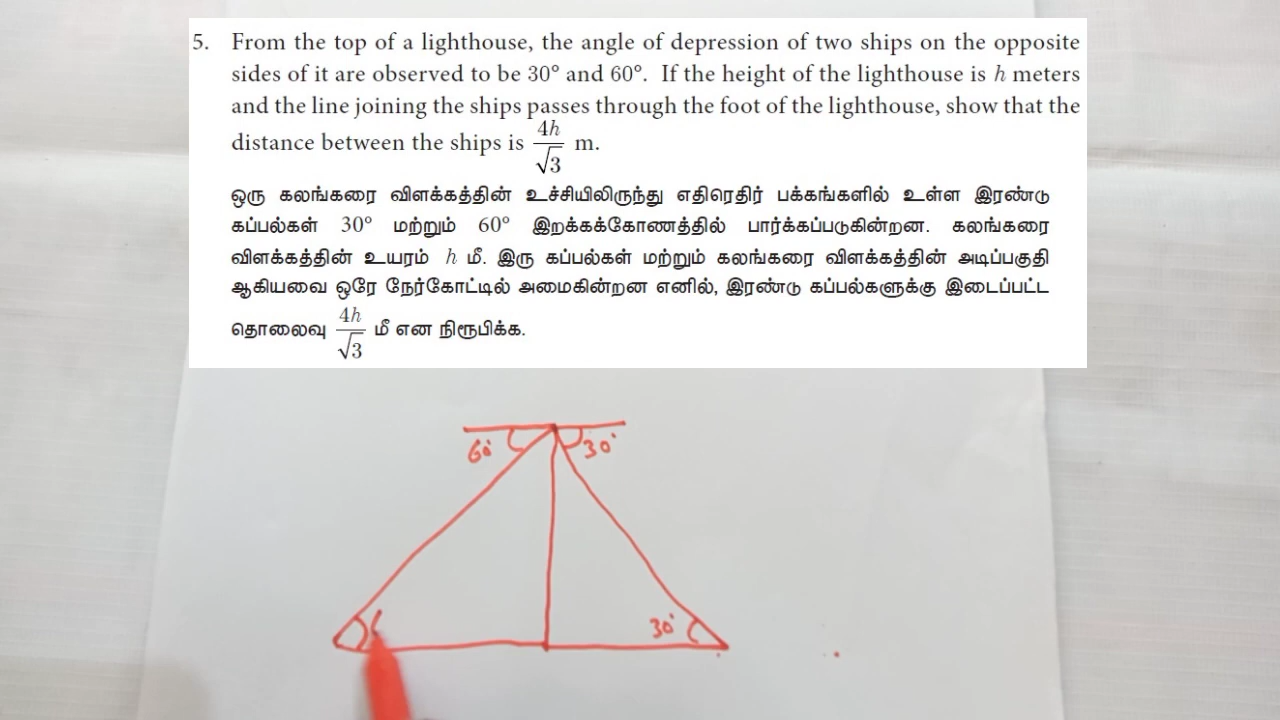 5. From the top of a lighthouse, the angle of depression of two ships on the opposite
sides of it are observed to be 30° and 60°. If the height of the lighthouse is h meters
and the line joining the ships passes through the foot of the lighthouse, show that the
distance between the ships is 4h/√3 m.
ஒரு கலங்கரை விளக்கத்தின் உச்சியிலிருந்து எதிரெதிர் பக்கங்களில் உள்ள இரண்டு
கப்பல்கள் 30° மற்றும் 60° இறக்கக்கோணத்தில் பார்க்கப்படுகின்றன. கலங்கரை
விளக்கத்தின் உயரம் h மீ. இரு கப்பல்கள் மற்றும் கலங்கரை விளக்கத்தின் அடிப்பகுதி
ஆகியவை ஒரே நேர்கோட்டில் அமைகின்றன எனில், இரண்டு கப்பல்களுக்கு இடைப்பட்ட
தொலைவு 4h/√3 மீ என நிரூபிக்க.
60° 30°
30°